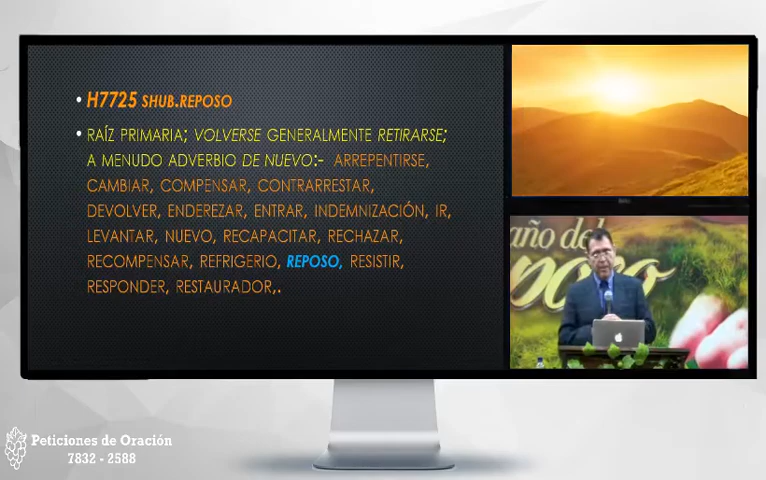 • H7725 SHUB.REPOSO
• RAÍZ PRIMARIA; VOLVERSE GENERALMENTE RETIRARSE;
A MENUDO ADVERBIO DE NUEVO:- ARREPENTIRSE,
CAMBIAR, COMPENSAR, CONTRARRESTAR,
DEVOLVER, ENDEREZAR, ENTRAR, INDEMNIZACIÓN, IR,
LEVANTAR, NUEVO, RECAPACITAR, RECHAZAR,
RECOMPENSAR, REFRIGERIO, REPOSO, RESISTIR,
RESPONDER, RESTAURADOR,.
año del
Peticiones de Oración
7832 - 2588